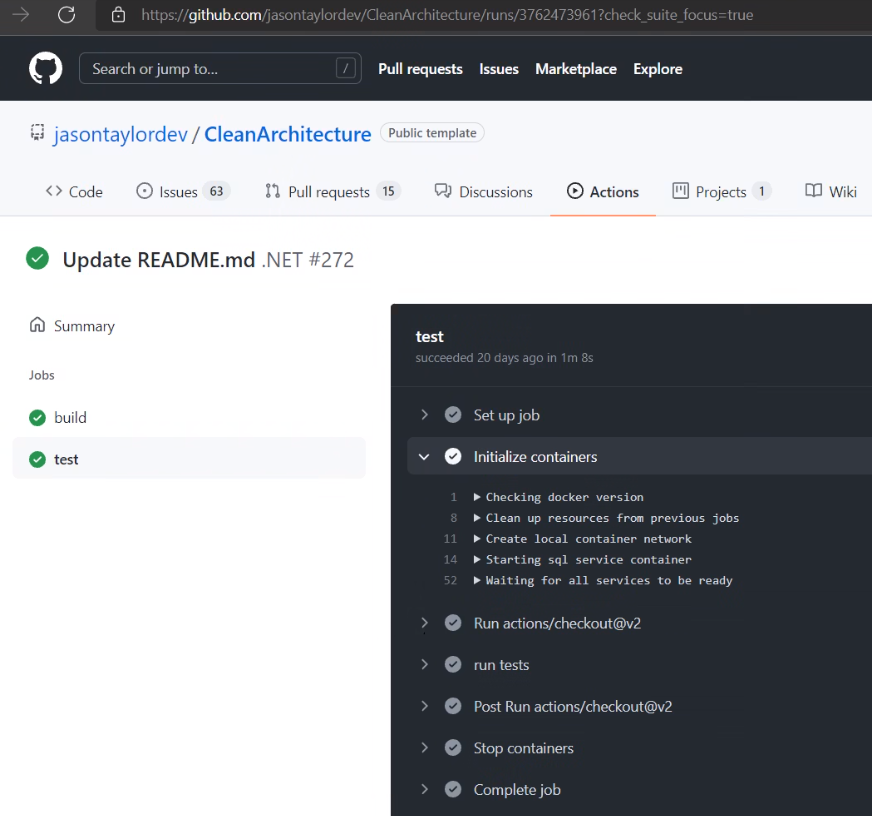 https://github.com/jasontaylordev/CleanArchitecture/runs/3762473961?check_suite_focus=true
Search or jump to... / Pull requests Issues Marketplace Explore
jasontaylordev / CleanArchitecture Public template
Code Issues 63 Pull requests 15 Discussions Actions Projects 1 Wiki
Update README.md .NET #272
Summary
Jobs
build
test
test
succeeded 20 days ago in 1m 8s
Set up job
Initialize containers
1 Checking docker version
8 Clean up resources from previous jobs
11 Create local container network
14 Starting sql service container
52 Waiting for all services to be ready
Run actions/checkout@v2
run tests
Post Run actions/checkout@v2
Stop containers
Complete job